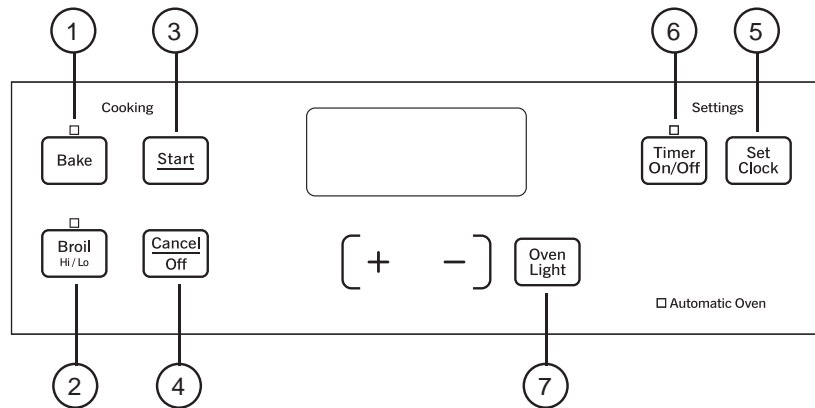 1
3
6
5
Cooking
Settings
Bake
Start
Timer
On/Off
Set
Clock
Broil
Hi / Lo
Cancel
Off
+
−
Oven
Light
Automatic Oven
2
4
7